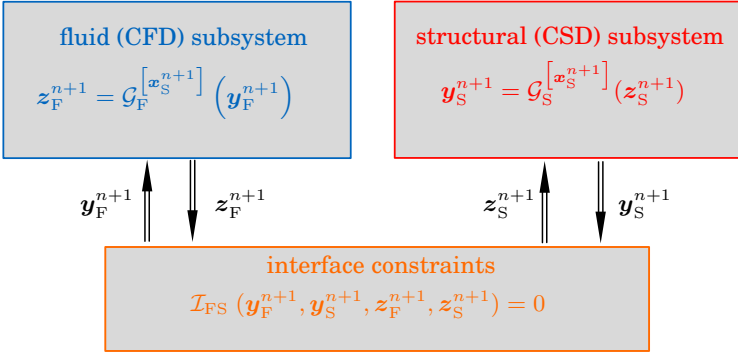 fluid (CFD) subsystem
𝒛_F^{n+1} = 𝒢_F^{[𝒙_S^{n+1}]} (𝒚_F^{n+1})
structural (CSD) subsystem
𝒚_S^{n+1} = 𝒢_S^{[𝒙_S^{n+1}]} (𝒛_S^{n+1})
𝒚_F^{n+1}
𝒛_F^{n+1}
𝒛_S^{n+1}
𝒚_S^{n+1}
interface constraints
ℐ_FS (𝒚_F^{n+1}, 𝒚_S^{n+1}, 𝒛_F^{n+1}, 𝒛_S^{n+1}) = 0